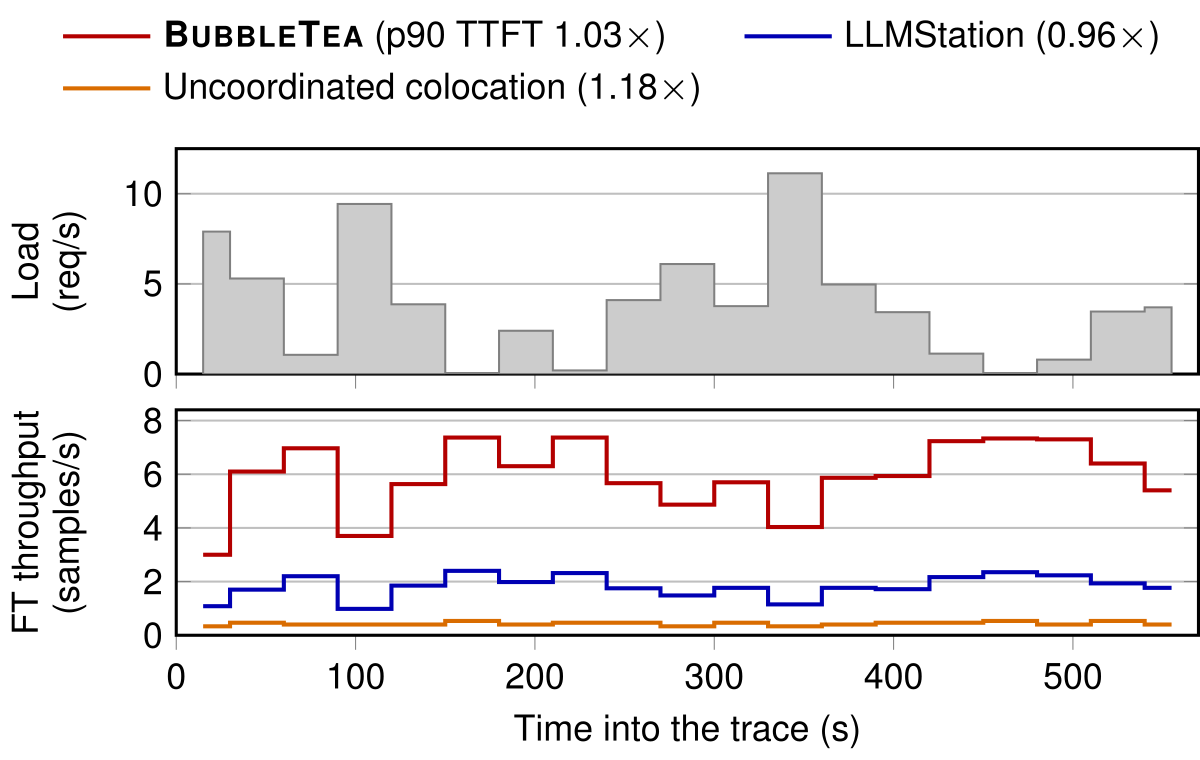 BUBBLETEA (p90 TTFT 1.03×) LLMStation (0.96×)
Uncoordinated colocation (1.18×)
Load
(req/s)
10
5
0
FT throughput
(samples/s)
8
6
4
2
0
0 100 200 300 400 500
Time into the trace (s)